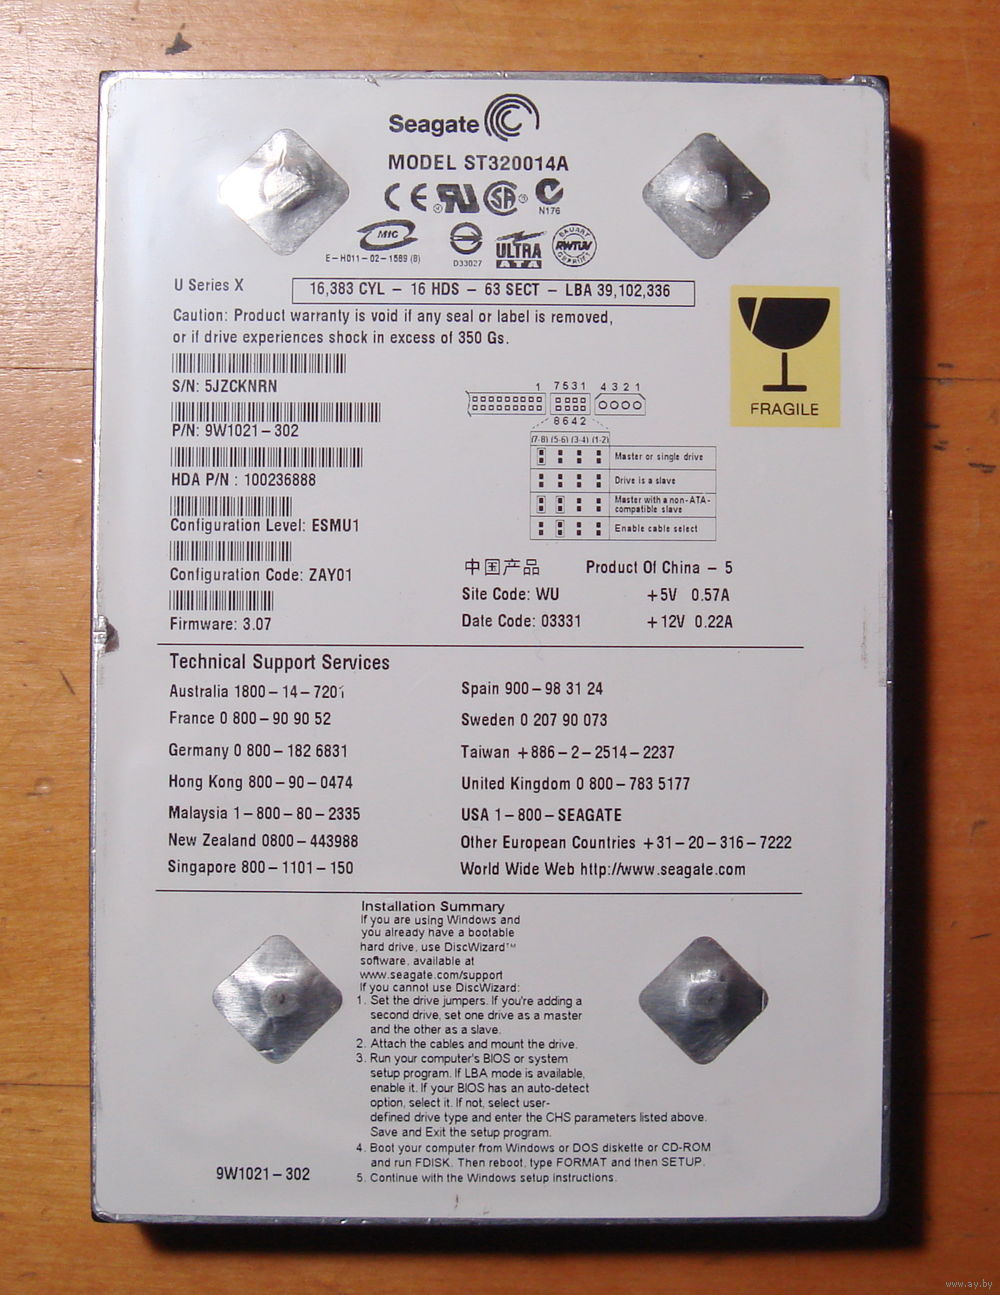 Seagate
MODEL ST320014A
N176
MIC
E-H011-02-1589 (B)
D33027
ULTRA
ATA
BAUART
RWTÜV
GEPRÜFT
U Series X
16,383 CYL – 16 HDS – 63 SECT – LBA 39,102,336
Caution: Product warranty is void if any seal or label is removed,
or if drive experiences shock in excess of 350 Gs.
FRAGILE
S/N: 5JZCKNRN
P/N: 9W1021-302
HDA P/N : 100236888
Configuration Level: ESMU1
Configuration Code: ZAY01
Firmware: 3.07
1 7531 4321
8642
(7-8) (5-6) (3-4) (1-2)
Master or single drive
Drive is a slave
Master with a non-ATA-
compatible slave
Enable cable select
中国产品 Product Of China – 5
Site Code: WU +5V 0.57A
Date Code: 03331 +12V 0.22A
Technical Support Services
Australia 1800-14-7201
France 0 800-90 90 52
Germany 0 800-182 6831
Hong Kong 800-90-0474
Malaysia 1-800-80-2335
New Zealand 0800-443988
Singapore 800-1101-150
Spain 900-98 31 24
Sweden 0 207 90 073
Taiwan +886-2-2514-2237
United Kingdom 0 800-783 5177
USA 1-800-SEAGATE
Other European Countries +31-20-316-7222
World Wide Web http://www.seagate.com
Installation Summary
If you are using Windows and
you already have a bootable
hard drive, use DiscWizard™
software, available at
www.seagate.com/support
If you cannot use DiscWizard:
1. Set the drive jumpers. If you're adding a
second drive, set one drive as a master
and the other as a slave.
2. Attach the cables and mount the drive.
3. Run your computer's BIOS or system
setup program. If LBA mode is available,
enable it. If your BIOS has an auto-detect
option, select it. If not, select user-
defined drive type and enter the CHS parameters listed above.
Save and Exit the setup program.
4. Boot your computer from Windows or DOS diskette or CD-ROM
and run FDISK. Then reboot, type FORMAT and then SETUP.
5. Continue with the Windows setup instructions.
9W1021-302
www.ay.by